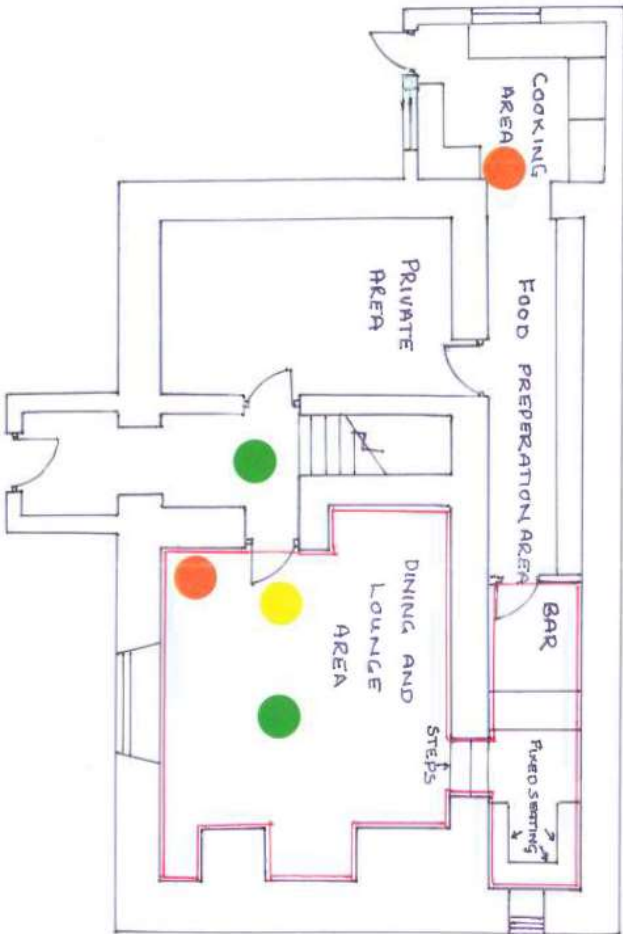 COOKING
AREA
FOOD PREPERATION AREA
PRIVATE
AREA
BAR
FIXED SEATING
STEPS
DINING AND
LOUNGE
AREA